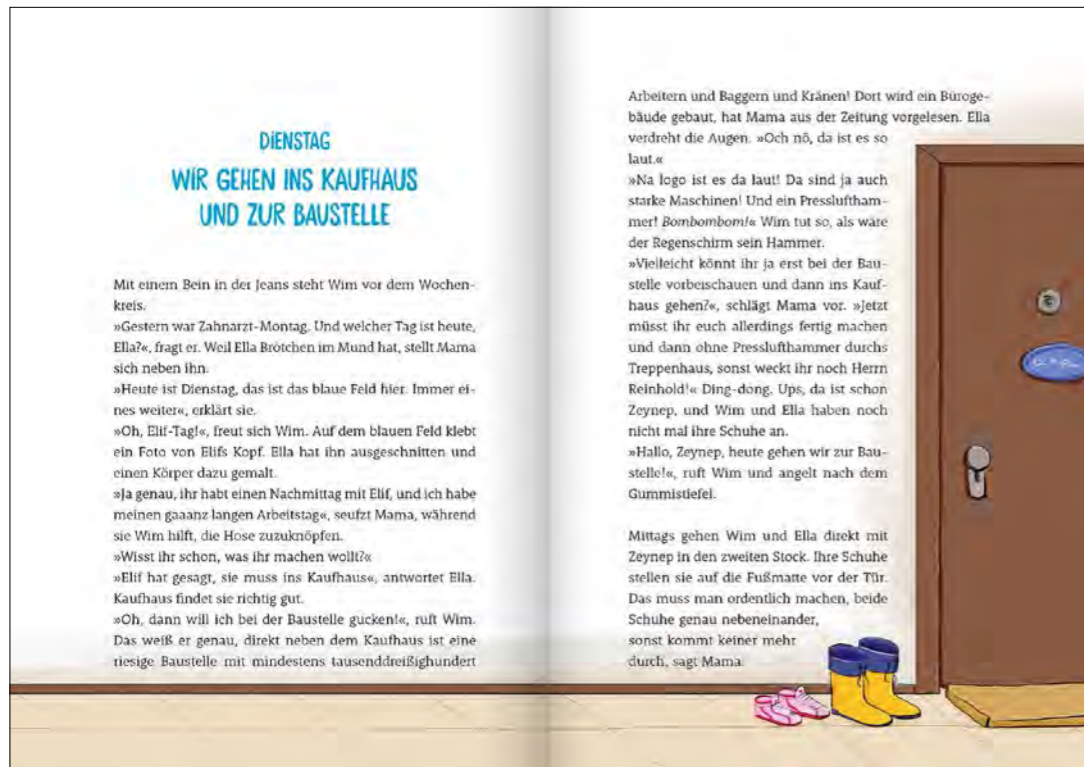 DiENSTAG
WiR GEHEN INS KAUFHAUS
UND ZUR BAUSTELLE
Mit einem Bein in der Jeans steht Wim vor dem Wochen-
kreis.
»Gestern war Zahnarzt-Montag. Und welcher Tag ist heute,
Ella?«, fragt er. Weil Ella Brötchen im Mund hat, stellt Mama
sich neben ihn.
»Heute ist Dienstag, das ist das blaue Feld hier. Immer ei-
nes weiter«, erklärt sie.
»Oh, Elif-Tag!«, freut sich Wim. Auf dem blauen Feld klebt
ein Foto von Elifs Kopf. Ella hat ihn ausgeschnitten und
einen Körper dazu gemalt.
»Ja genau, ihr habt einen Nachmittag mit Elif, und ich habe
meinen gaaanz langen Arbeitstag«, seufzt Mama, während
sie Wim hilft, die Hose zuzuknöpfen.
»Wisst ihr schon, was ihr machen wollt?«
»Elif hat gesagt, sie muss ins Kaufhaus«, antwortet Ella.
Kaufhaus findet sie richtig gut.
»Oh, dann will ich bei der Baustelle gucken!«, ruft Wim.
Das weiß er genau, direkt neben dem Kaufhaus ist eine
riesige Baustelle mit mindestens tausenddreißighundert
Arbeitern und Baggern und Kränen! Dort wird ein Büroge-
bäude gebaut, hat Mama aus der Zeitung vorgelesen. Ella
verdreht die Augen. »Och nö, da ist es so
laut.«
»Na logo ist es da laut! Da sind ja auch
starke Maschinen! Und ein Pressluftham-
mer! Bombombom!« Wim tut so, als wäre
der Regenschirm sein Hammer.
»Vielleicht könnt ihr ja erst bei der Bau-
stelle vorbeischauen und dann ins Kauf-
haus gehen?«, schlägt Mama vor. »Jetzt
müsst ihr euch allerdings fertig machen
und dann ohne Presslufthammer durchs
Treppenhaus, sonst weckt ihr noch Herrn
Reinhold!« Ding-dong. Ups, da ist schon
Zeynep, und Wim und Ella haben noch
nicht mal ihre Schuhe an.
»Hallo, Zeynep, heute gehen wir zur Bau-
stelle!«, ruft Wim und angelt nach dem
Gummistiefel.
Mittags gehen Wim und Ella direkt mit
Zeynep in den zweiten Stock. Ihre Schuhe
stellen sie auf die Fußmatte vor der Tür.
Das muss man ordentlich machen, beide
Schuhe genau nebeneinander,
sonst kommt keiner mehr
durch, sagt Mama.